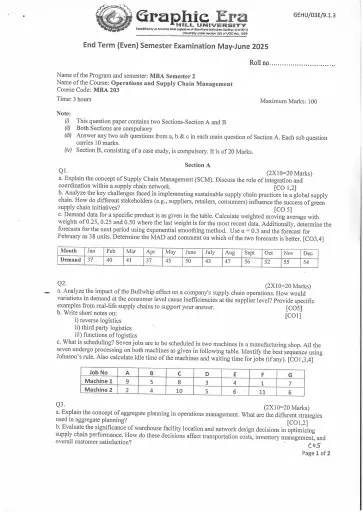 GEHU/03E/9.1.3
Graphic Era
HILL UNIVERSITY
End Term (Even) Semester Examination May-June 2025
Roll no..............................
Name of the Program and semester: MBA Semester 2
Name of the Course: Operations and Supply Chain Management
Course Code: MBA 203
Time: 3 hours Maximum Marks: 100
Note:
(i) This question paper contains two Sections-Section A and B
(ii) Both Sections are compulsory
(iii) Answer any two sub questions from a, b & c in each main question of Section A. Each sub question
carries 10 marks.
(iv) Section B, consisting of a case study, is compulsory. It is of 20 Marks.
Section A
Q1. (2X10=20 Marks)
a. Explain the concept of Supply Chain Management (SCM). Discuss the role of integration and
coordination within a supply chain network. [CO 1,2]
b. Analyze the key challenges faced in implementing sustainable supply chain practices in a global supply
chain. How do different stakeholders (e.g., suppliers, retailers, consumers) influence the success of green
supply chain initiatives? [CO 5]
c. Demand data for a specific product is as given in the table. Calculate weighted moving average with
weights of 0.25, 0.25 and 0.50 where the last weight is for the most recent data. Additionally, determine the
forecasts for the next period using exponential smoothing method. Use α = 0.3 and the forecast for
February as 38 units. Determine the MAD and comment on which of the two forecasts is better. [CO3,4]
Month Jan Feb Mar Apr May June July Aug Sept Oct Nov Dec
Demand 37 40 41 37 45 50 43 47 56 52 55 54
Q2. (2X10=20 Marks)
a. Analyze the impact of the Bullwhip effect on a company's supply chain operations. How would
variations in demand at the consumer level cause inefficiencies at the supplier level? Provide specific
examples from real-life supply chains to support your answer. [CO5]
b. Write short notes on: [CO1]
i) reverse logistics
ii) third party logistics
iii) functions of logistics
c. What is scheduling? Seven jobs are to be scheduled in two machines in a manufacturing shop. All the
seven undergo processing on both machines as given in following table. Identify the best sequence using
Johnson's rule. Also calculate idle time of the machines and waiting time for jobs (if any). [CO1,3,4]
Job No A B C D E F G
Machine 1 9 5 8 3 4 1 7
Machine 2 2 4 10 5 6 11 6
Q3. (2X10=20 Marks)
a. Explain the concept of aggregate planning in operations management. What are the different strategies
used in aggregate planning? [CO1,2]
b. Evaluate the significance of warehouse facility location and network design decisions in optimizing
supply chain performance. How do these decisions affect transportation costs, inventory management, and
overall customer satisfaction? CO5
Page 1 of 2